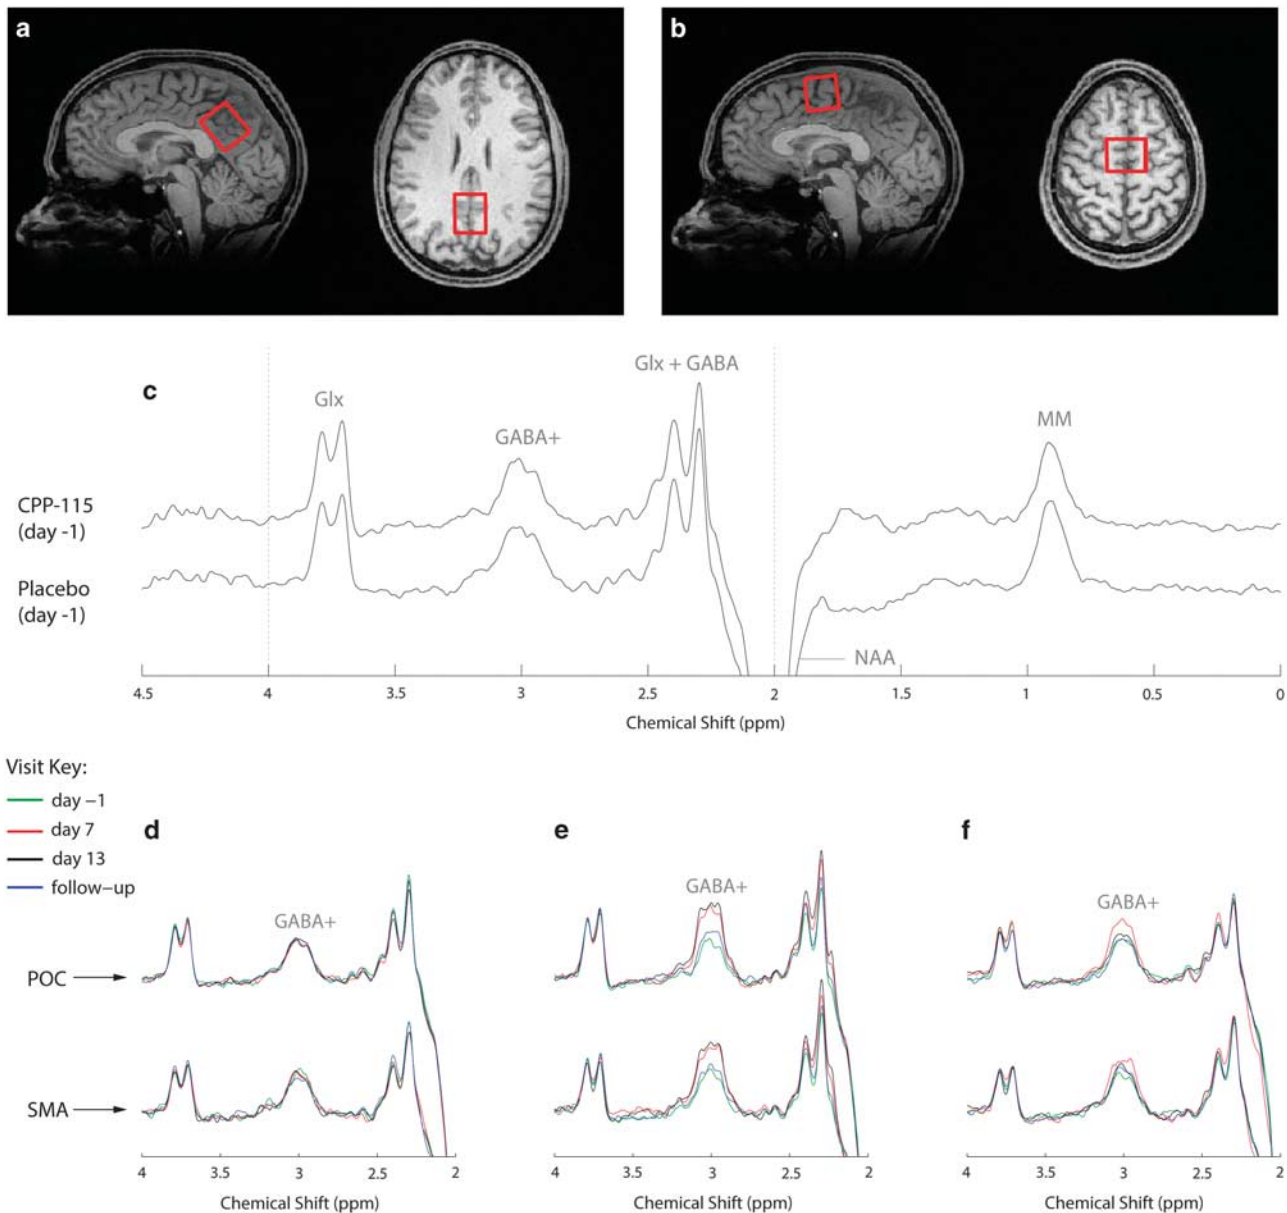 a
b
c
Glx
GABA+
Glx + GABA
MM
CPP-115
(day -1)
Placebo
(day -1)
NAA
4.5 4 3.5 3 2.5 2 1.5 1 0.5 0
Chemical Shift (ppm)
Visit Key:
day −1
day 7
day 13
follow−up
d
e
f
GABA+
GABA+
GABA+
POC
SMA
4 3.5 3 2.5 2
4 3.5 3 2.5 2
4 3.5 3 2.5 2
Chemical Shift (ppm)
Chemical Shift (ppm)
Chemical Shift (ppm)